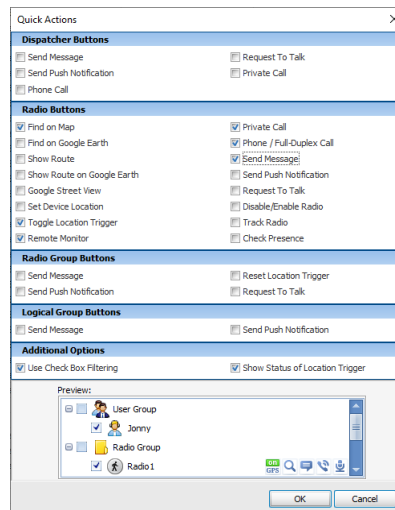 Quick Actions
Dispatcher Buttons
Send Message Request To Talk
Send Push Notification Private Call
Phone Call
Radio Buttons
Find on Map Private Call
Find on Google Earth Phone / Full-Duplex Call
Show Route Send Message
Show Route on Google Earth Send Push Notification
Google Street View Request To Talk
Set Device Location Disable/Enable Radio
Toggle Location Trigger Track Radio
Remote Monitor Check Presence
Radio Group Buttons
Send Message Reset Location Trigger
Send Push Notification Request To Talk
Logical Group Buttons
Send Message Send Push Notification
Additional Options
Use Check Box Filtering Show Status of Location Trigger
Preview:
User Group
Jonny
Radio Group
Radio1 on GPS
OK Cancel